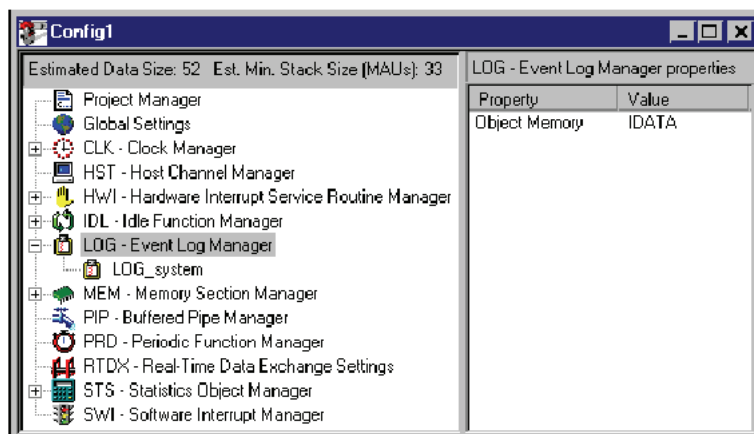 Config1
Estimated Data Size: 52 Est. Min. Stack Size (MAUs): 33
Project Manager
Global Settings
CLK - Clock Manager
HST - Host Channel Manager
HWI - Hardware Interrupt Service Routine Manager
IDL - Idle Function Manager
LOG - Event Log Manager
LOG_system
MEM - Memory Section Manager
PIP - Buffered Pipe Manager
PRD - Periodic Function Manager
RTDX - Real-Time Data Exchange Settings
STS - Statistics Object Manager
SWI - Software Interrupt Manager
LOG - Event Log Manager properties
Property Value
Object Memory IDATA